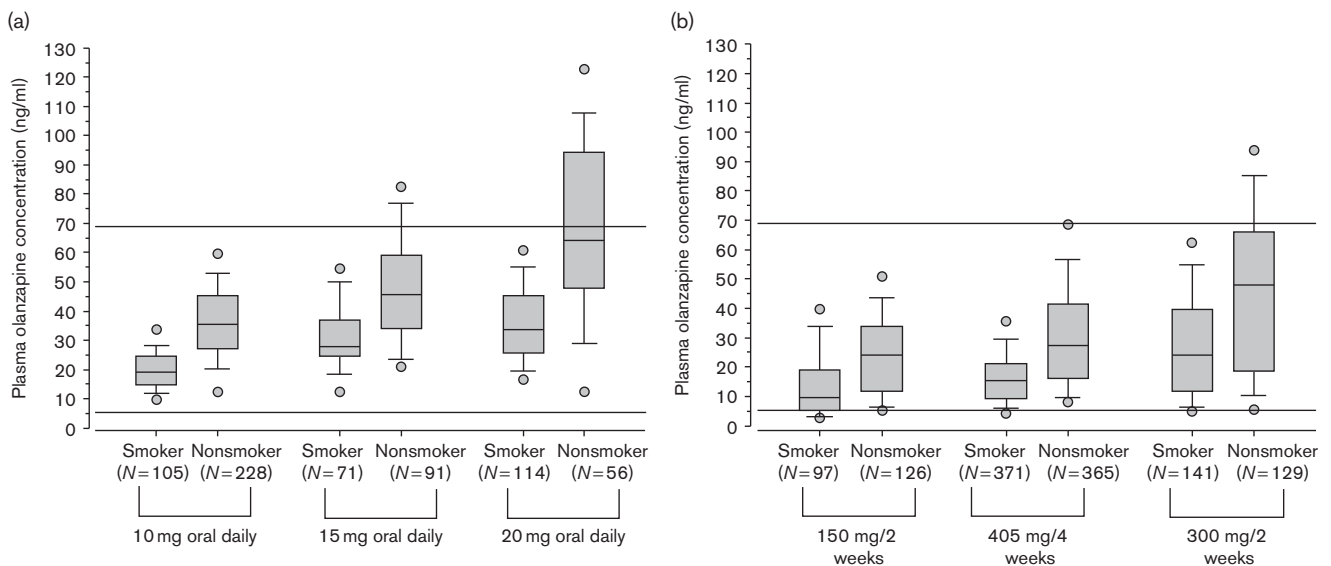 (a)
Plasma olanzapine concentration (ng/ml)
130
120
110
100
90
80
70
60
50
40
30
20
10
0
Smoker Nonsmoker Smoker Nonsmoker Smoker Nonsmoker
(N=105) (N=228) (N=71) (N=91) (N=114) (N=56)
10 mg oral daily 15 mg oral daily 20 mg oral daily
(b)
Plasma olanzapine concentration (ng/ml)
130
120
110
100
90
80
70
60
50
40
30
20
10
0
Smoker Nonsmoker Smoker Nonsmoker Smoker Nonsmoker
(N=97) (N=126) (N=371) (N=365) (N=141) (N=129)
150 mg/2 405 mg/4 300 mg/2
weeks weeks weeks